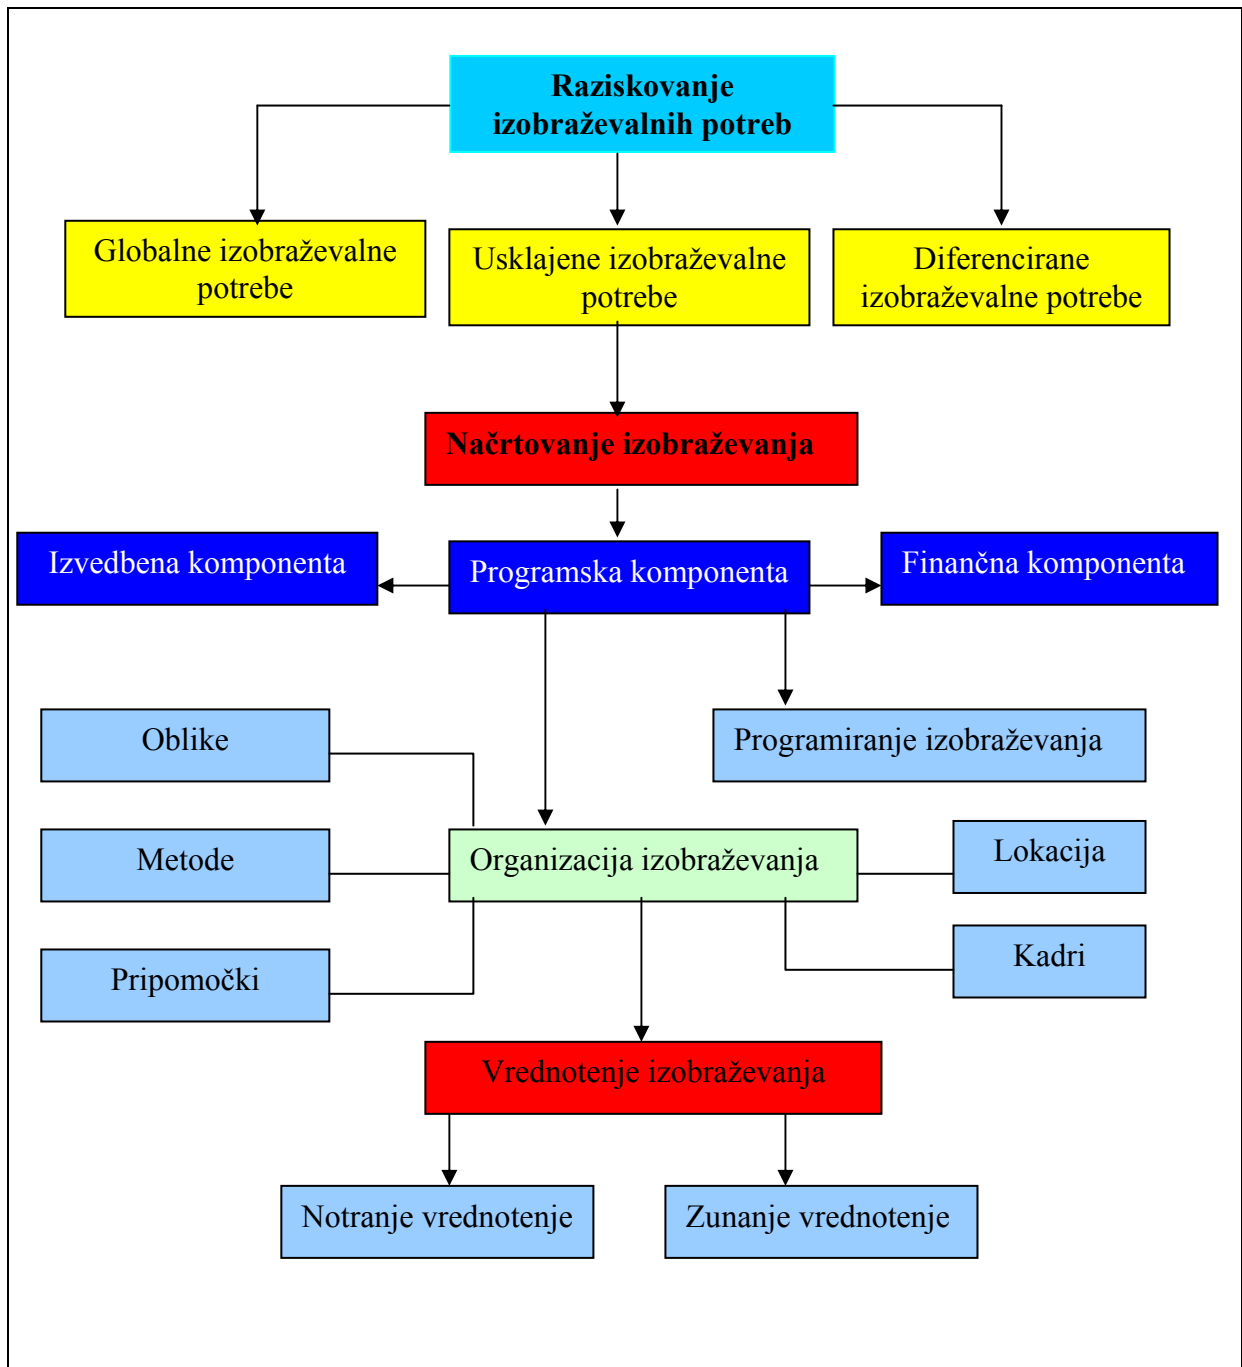 Raziskovanje
izobraževalnih potreb
Globalne izobraževalne
potrebe
Usklajene izobraževalne
potrebe
Diferencirane
izobraževalne potrebe
Načrtovanje izobraževanja
Izvedbena komponenta
Programska komponenta
Finančna komponenta
Oblike
Programiranje izobraževanja
Metode
Organizacija izobraževanja
Lokacija
Pripomočki
Kadri
Vrednotenje izobraževanja
Notranje vrednotenje
Zunanje vrednotenje